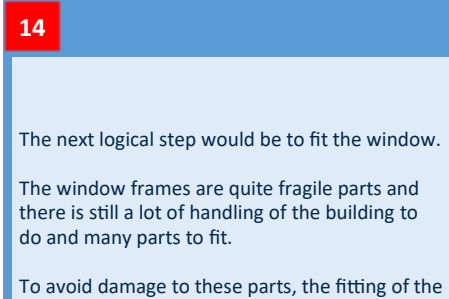 14
The next logical step would be to fit the window.
The window frames are quite fragile parts and
there is still a lot of handling of the building to
do and many parts to fit.
To avoid damage to these parts, the fitting of the